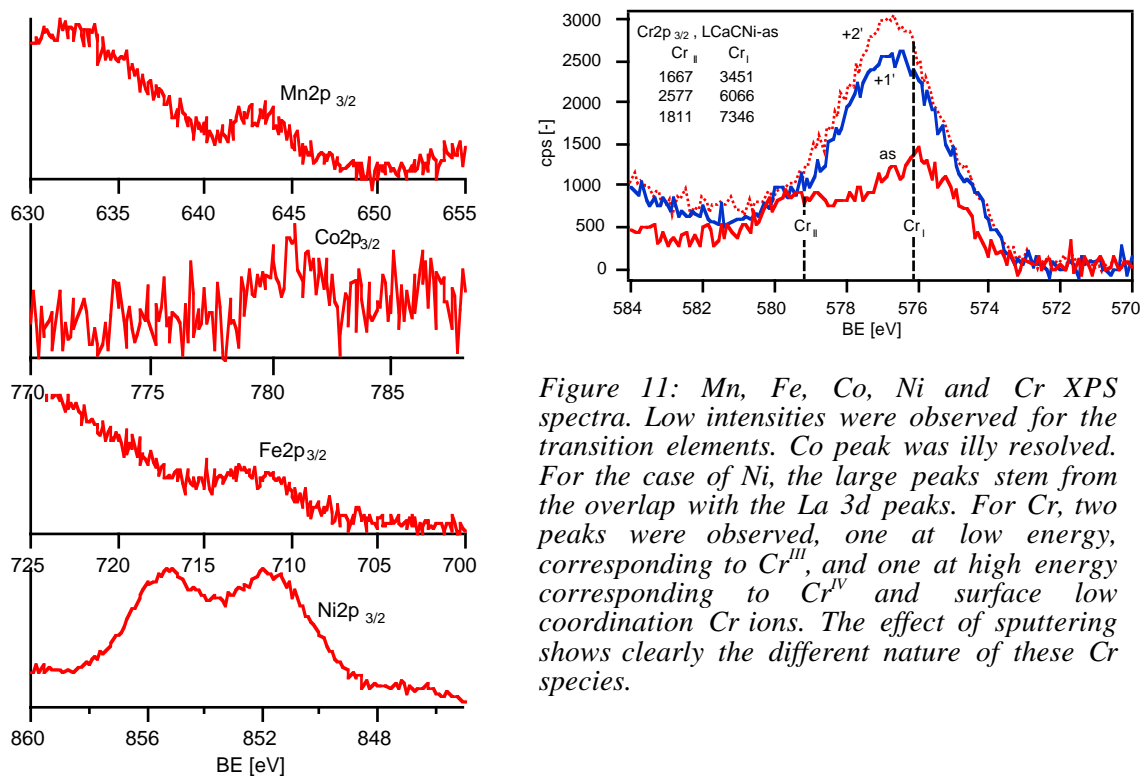 Mn2p 3/2
630 635 640 645 650 655
Co2p3/2
770 775 780 785
Fe2p3/2
725 720 715 710 705 700
Ni2p 3/2
860 856 852 848
BE [eV]
3000
2500
2000
1500
1000
500
0
cps [-]
Cr2p 3/2 , LCaCNi-as
Cr II Cr I
1667 3451
2577 6066
1811 7346
+2'
+1'
as
Cr II Cr I
584 582 580 578 576 574 572 570
BE [eV]
Figure 11: Mn, Fe, Co, Ni and Cr XPS
spectra. Low intensities were observed for the
transition elements. Co peak was illy resolved.
For the case of Ni, the large peaks stem from
the overlap with the La 3d peaks. For Cr, two
peaks were observed, one at low energy,
corresponding to CrIII, and one at high energy
corresponding to CrIV and surface low
coordination Cr ions. The effect of sputtering
shows clearly the different nature of these Cr
species.